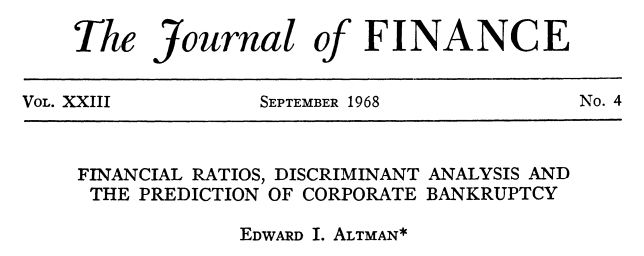 The Journal of FINANCE
VOL. XXIII SEPTEMBER 1968 No. 4
FINANCIAL RATIOS, DISCRIMINANT ANALYSIS AND
THE PREDICTION OF CORPORATE BANKRUPTCY
EDWARD I. ALTMAN*